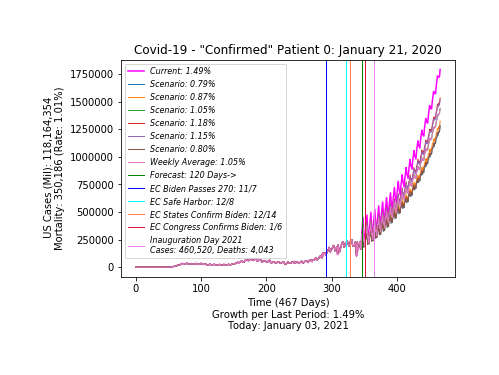 Covid-19 - "Confirmed" Patient 0: January 21, 2020
US Cases (Mil): 118,164,354
Mortality: 350,186 (Rate: 1.01%)
1750000
1500000
1250000
1000000
750000
500000
250000
0
Current: 1.49%
Scenario: 0.79%
Scenario: 0.87%
Scenario: 1.05%
Scenario: 1.18%
Scenario: 1.15%
Scenario: 0.80%
Weekly Average: 1.05%
Forecast: 120 Days->
EC Biden Passes 270: 11/7
EC Safe Harbor: 12/8
EC States Confirm Biden: 12/14
EC Congress Confirms Biden: 1/6
Inauguration Day 2021
Cases: 460,520, Deaths: 4,043
0 100 200 300 400
Time (467 Days)
Growth per Last Period: 1.49%
Today: January 03, 2021